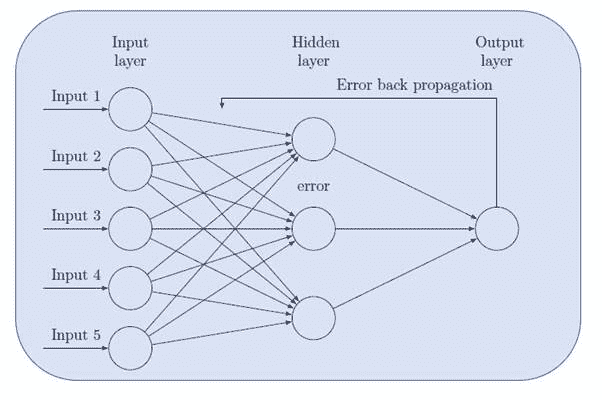 Input
layer
Hidden
layer
Output
layer
Error back propagation
Input 1
Input 2
error
Input 3
Input 4
Input 5